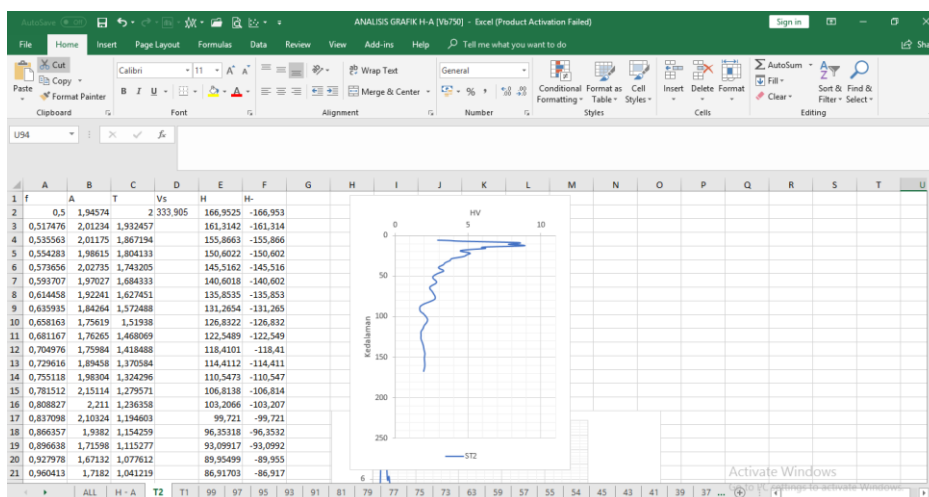 AutoSave Off ANALISIS GRAFIK H-A [Vb750] - Excel (Product Activation Failed) Sign in
File Home Insert Page Layout Formulas Data Review View Add-ins Help Tell me what you want to do Sha
Paste Cut Copy Format Painter
Calibri 11 A A
B I U A
Wrap Text
Merge & Center
General
% ,
Conditional Formatting Format as Table Cell Styles
Insert Delete Format
AutoSum Fill Clear
Sort & Filter Find & Select
Clipboard Font Alignment Number Styles Cells Editing
U94 fx
A B C D E F G H I J K L M N O P Q R S T U
1 f A T Vs H H-
2 0,5 1,94574 2 333,905 166,9525 -166,953
3 0,517476 2,01234 1,932457 161,3142 -161,314
4 0,535563 2,01175 1,867194 155,8663 -155,866
5 0,554283 1,98615 1,804133 150,6022 -150,602
6 0,573656 2,02735 1,743205 145,5162 -145,516
7 0,593707 1,97027 1,684333 140,6018 -140,602
8 0,614458 1,92241 1,627451 135,8535 -135,853
9 0,635935 1,84264 1,572488 131,2654 -131,265
10 0,658163 1,75619 1,51938 126,8322 -126,832
11 0,681167 1,76265 1,468069 122,5489 -122,549
12 0,704976 1,75984 1,418488 118,4101 -118,41
13 0,729616 1,89458 1,370584 114,4112 -114,411
14 0,755118 1,98304 1,324296 110,5473 -110,547
15 0,781512 2,15114 1,279571 106,8138 -106,814
16 0,808827 2,211 1,236358 103,2066 -103,207
17 0,837098 2,10324 1,194603 99,721 -99,721
18 0,866357 1,9382 1,154259 96,35318 -96,3532
19 0,896638 1,71598 1,115277 93,09917 -93,0992
20 0,927978 1,67132 1,077612 89,95499 -89,955
21 0,960413 1,7182 1,041219 86,91703 -86,917
HV
0 5 10
0
50
100
150
200
250
Kedalaman
ST2
6
Activate Windows
Go to PC settings to activate Windows.
ALL H - A T2 T1 99 97 95 93 91 81 79 77 75 73 63 59 57 55 54 45 43 41 39 37 ...